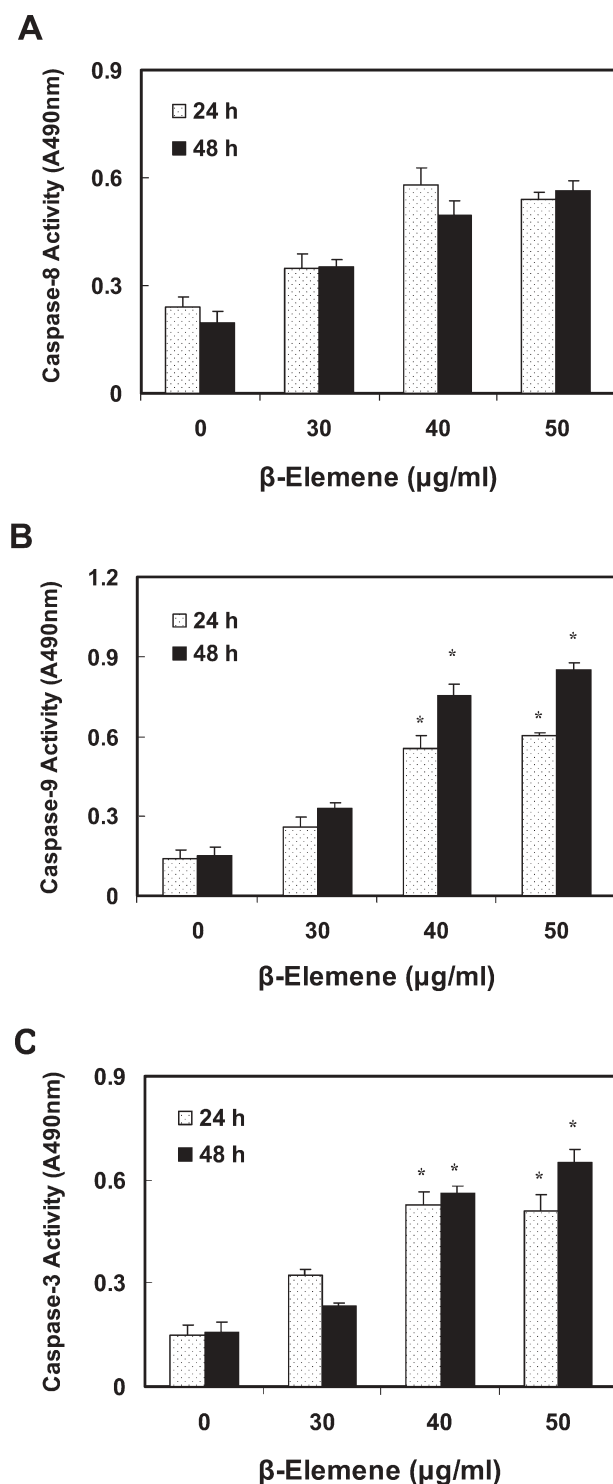 A
Caspase-8 Activity (A490nm)
0.9
0.6
0.3
0
24 h
48 h
0 30 40 50
β-Elemene (µg/ml)
B
Caspase-9 Activity (A490nm)
1.2
0.9
0.6
0.3
0
24 h
48 h
* * * *
0 30 40 50
β-Elemene (µg/ml)
C
Caspase-3 Activity (A490nm)
0.9
0.6
0.3
0
24 h
48 h
* * * *
0 30 40 50
β-Elemene (µg/ml)